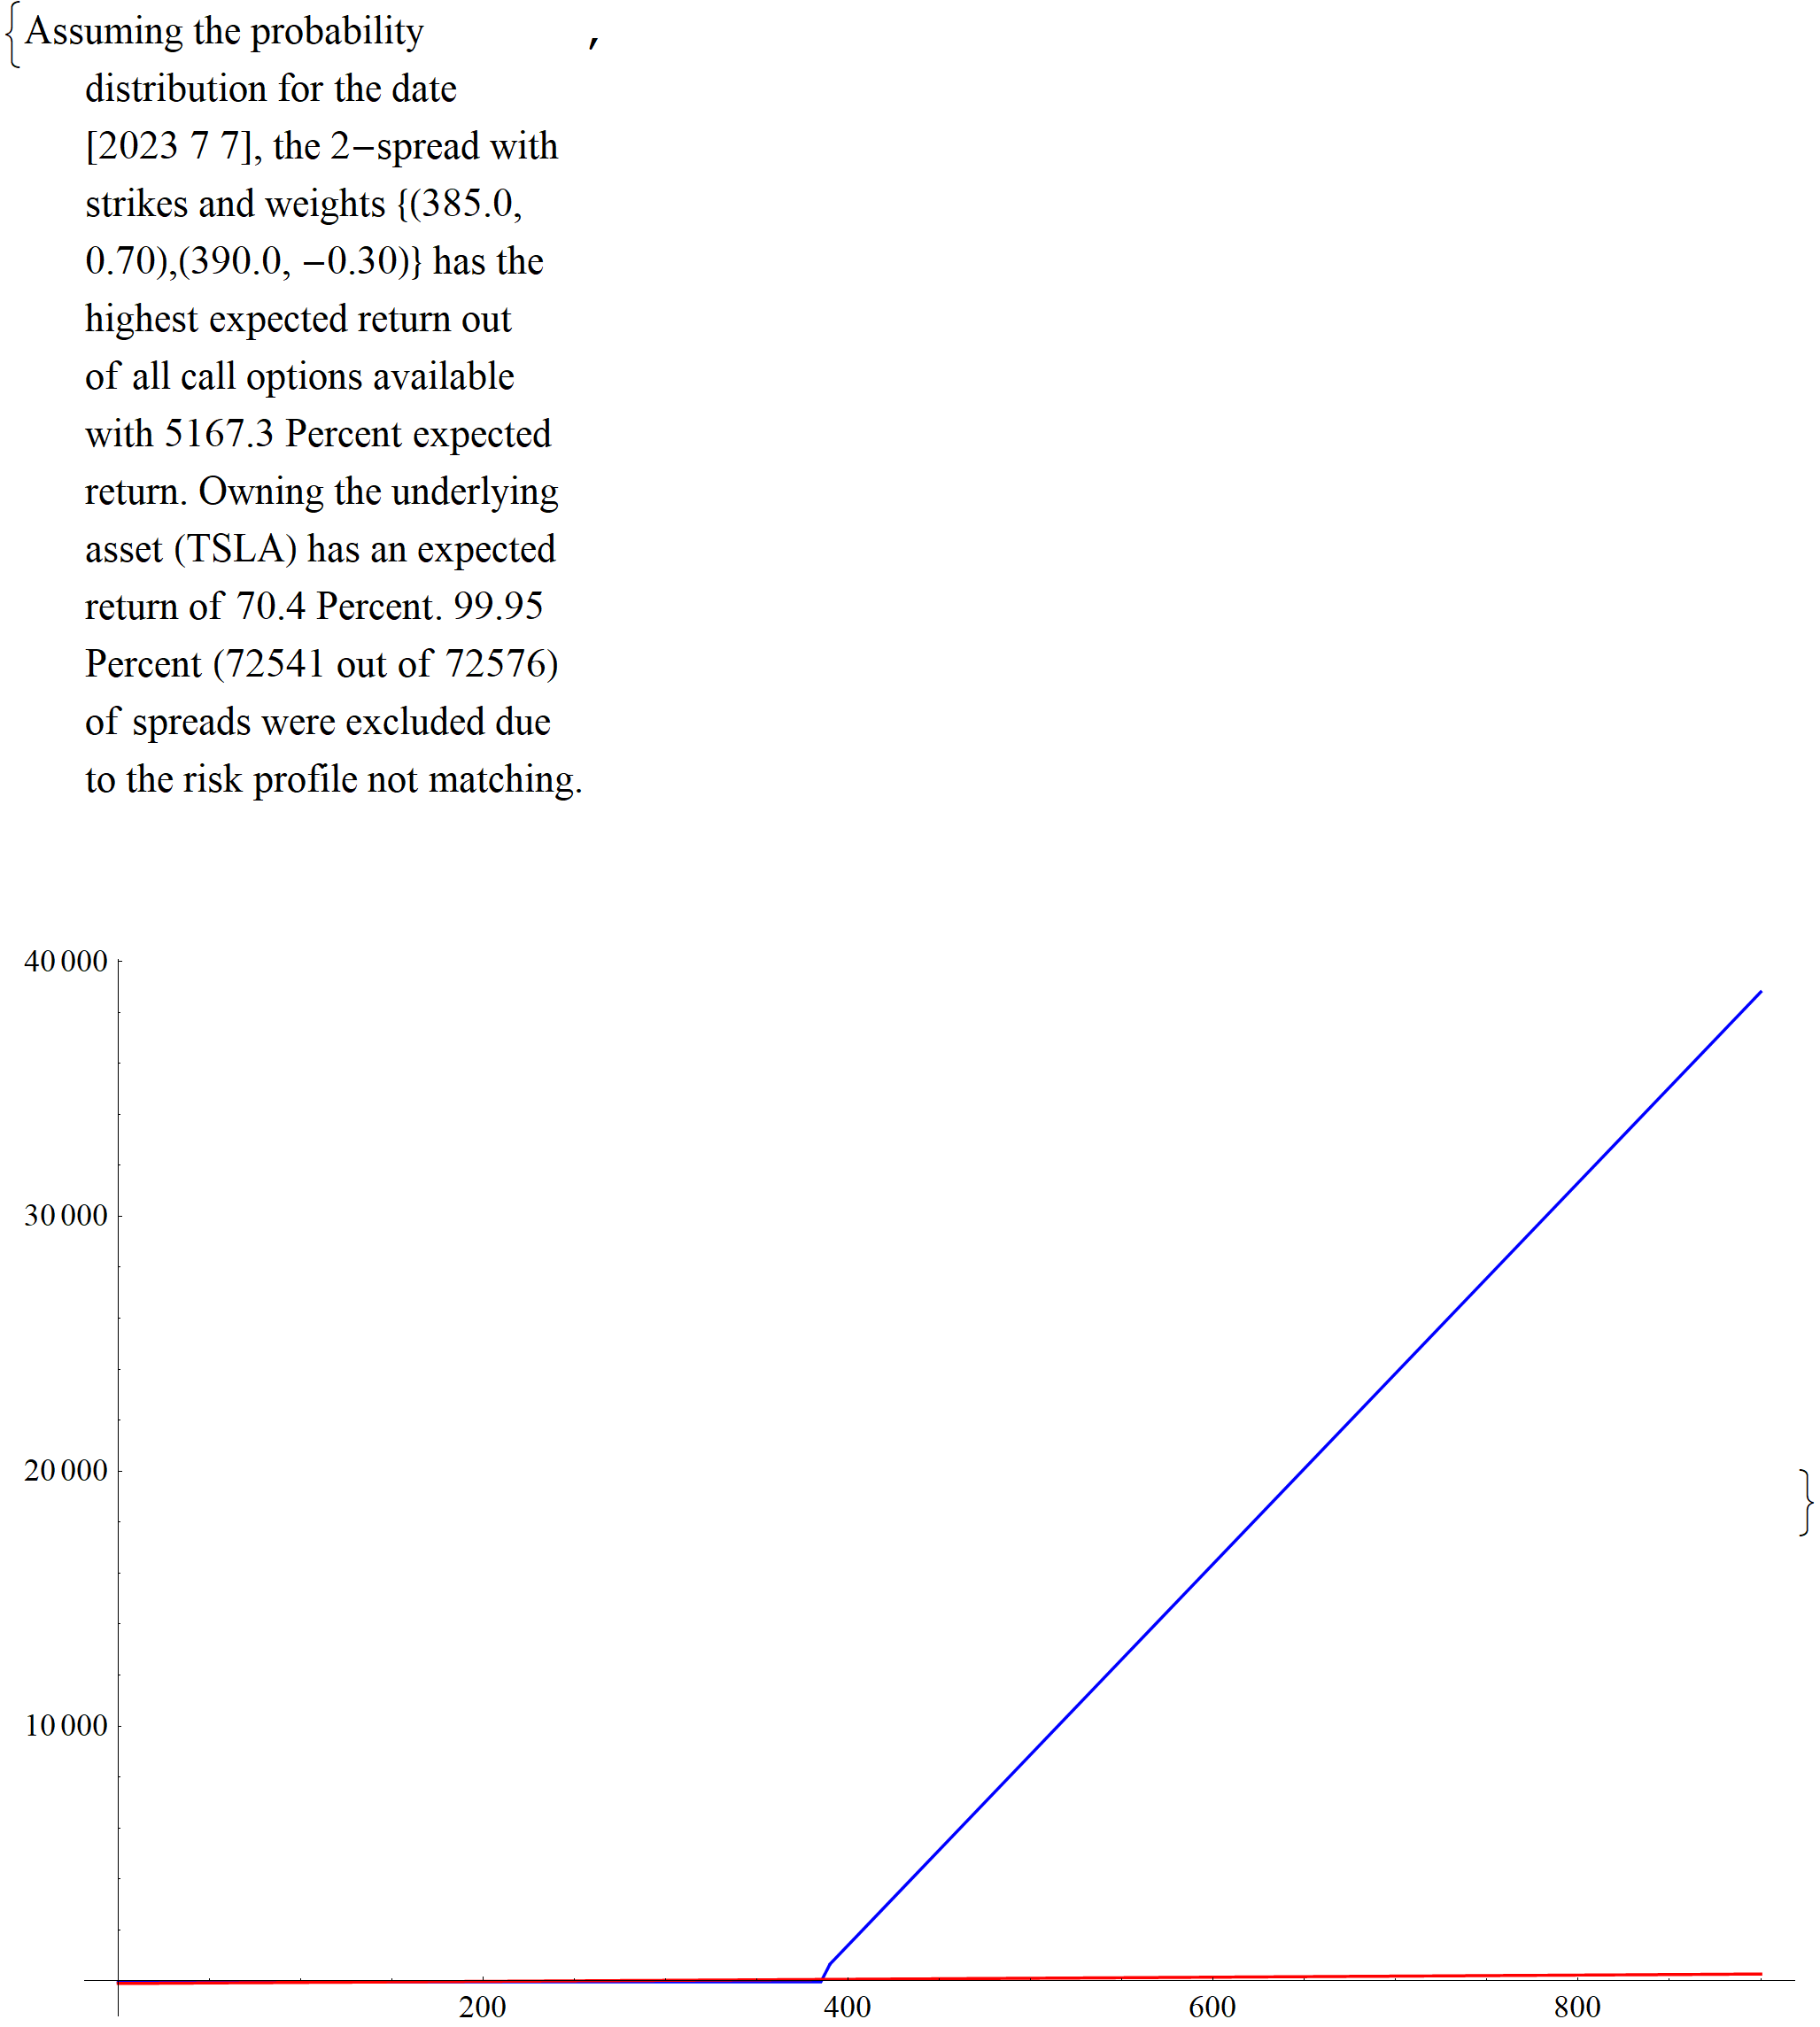 {Assuming the probability ,
distribution for the date
[2023 7 7], the 2−spread with
strikes and weights {(385.0,
0.70),(390.0, −0.30)} has the
highest expected return out
of all call options available
with 5167.3 Percent expected
return. Owning the underlying
asset (TSLA) has an expected
return of 70.4 Percent. 99.95
Percent (72541 out of 72576)
of spreads were excluded due
to the risk profile not matching.
40 000
30 000
20 000
}
10 000
200 400 600 800